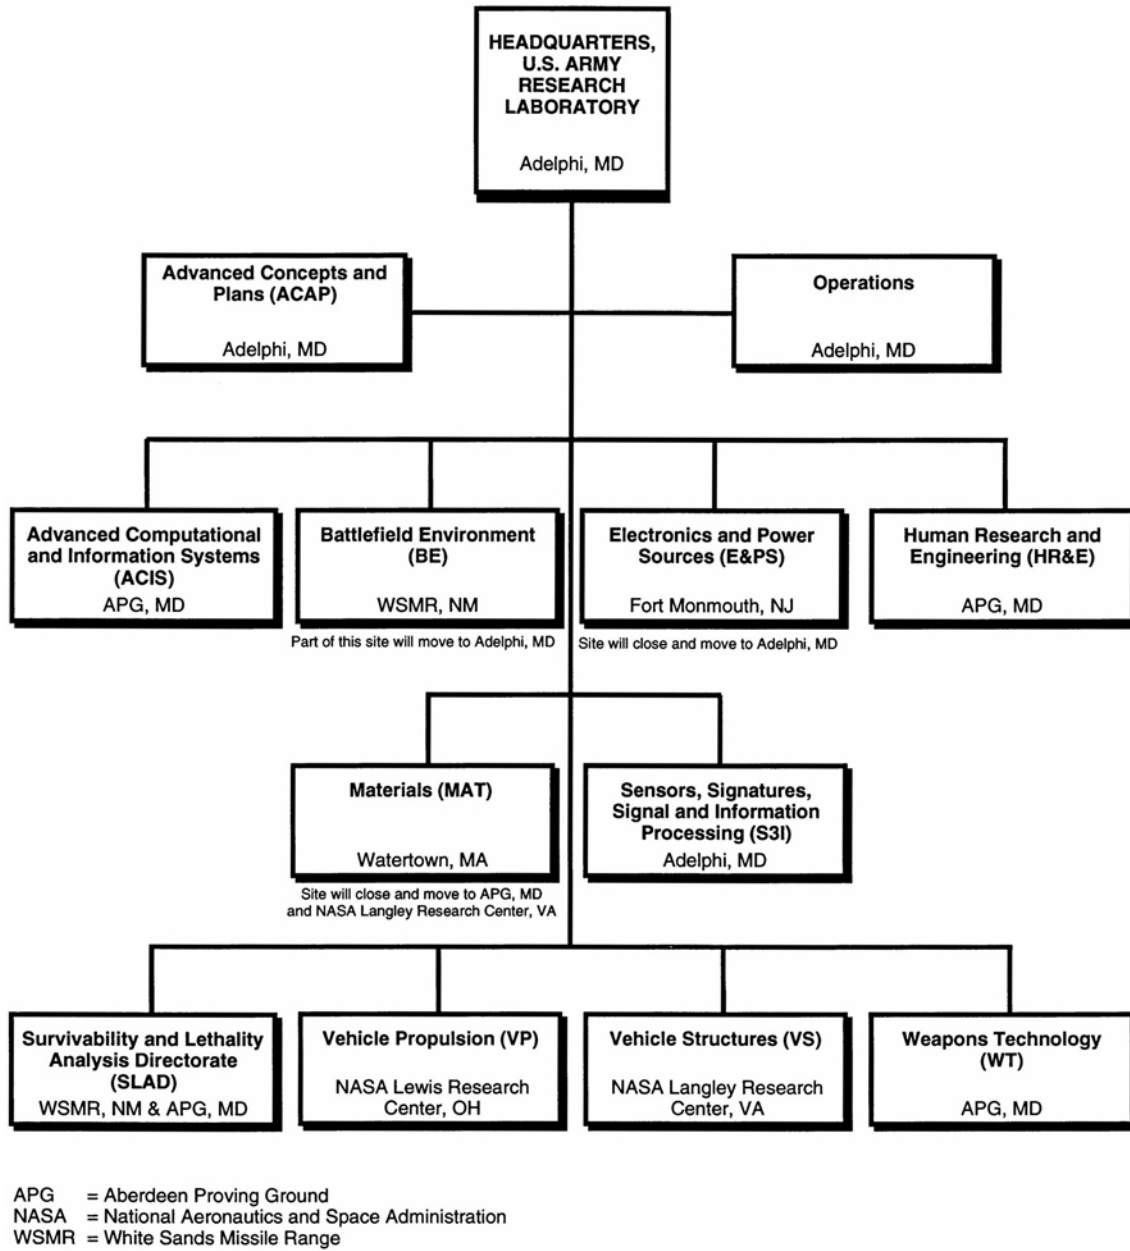 HEADQUARTERS,
U.S. ARMY
RESEARCH
LABORATORY
Adelphi, MD
Advanced Concepts and
Plans (ACAP)
Adelphi, MD
Operations
Adelphi, MD
Advanced Computational
and Information Systems
(ACIS)
APG, MD
Battlefield Environment
(BE)
WSMR, NM
Part of this site will move to Adelphi, MD
Electronics and Power
Sources (E&PS)
Fort Monmouth, NJ
Site will close and move to Adelphi, MD
Human Research and
Engineering (HR&E)
APG, MD
Materials (MAT)
Watertown, MA
Site will close and move to APG, MD
and NASA Langley Research Center, VA
Sensors, Signatures,
Signal and Information
Processing (S3I)
Adelphi, MD
Survivability and Lethality
Analysis Directorate
(SLAD)
WSMR, NM & APG, MD
Vehicle Propulsion (VP)
NASA Lewis Research
Center, OH
Vehicle Structures (VS)
NASA Langley Research
Center, VA
Weapons Technology
(WT)
APG, MD
APG = Aberdeen Proving Ground
NASA = National Aeronautics and Space Administration
WSMR = White Sands Missile Range